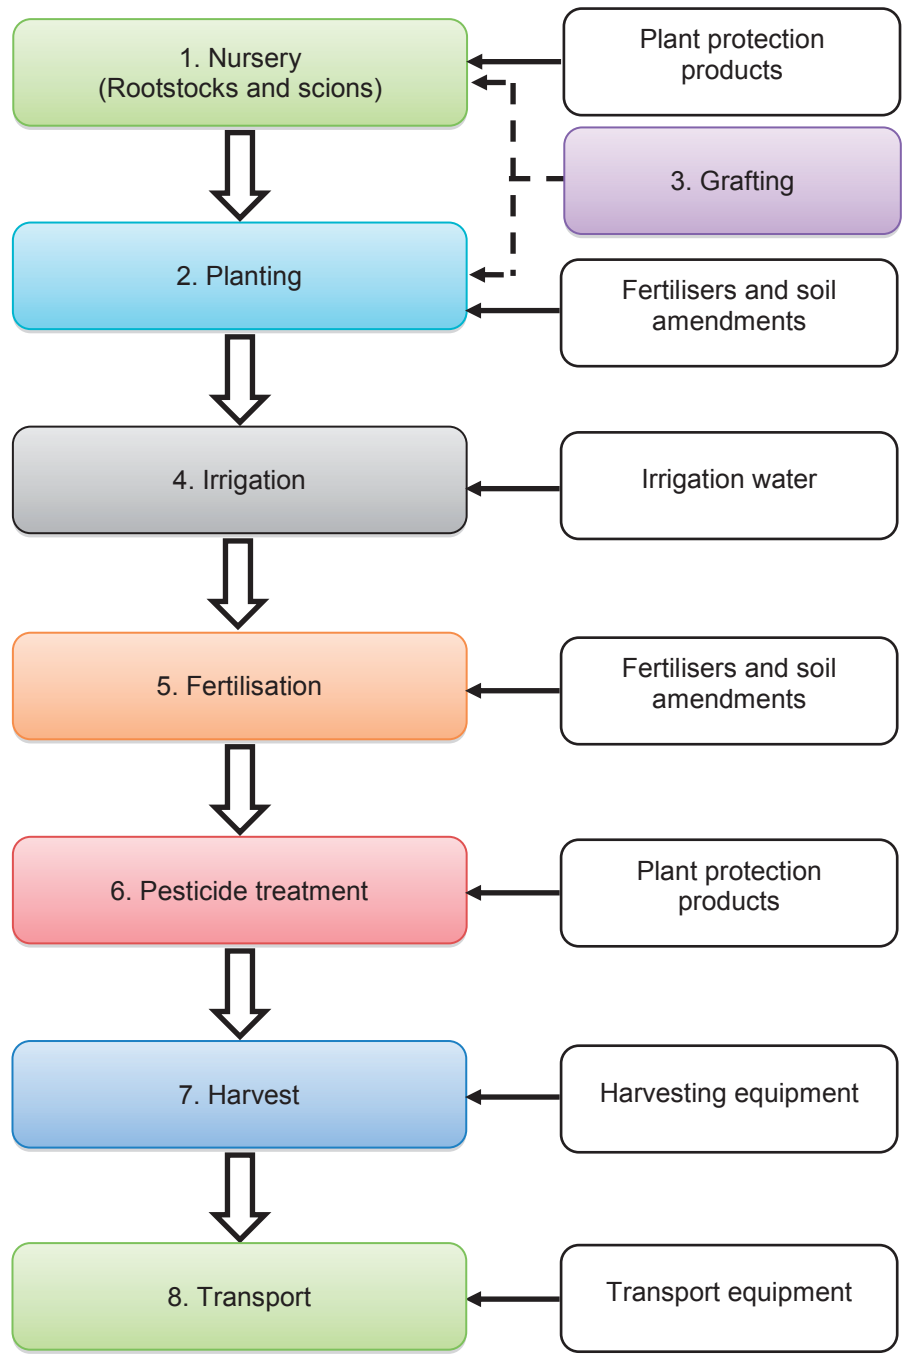 1. Nursery
(Rootstocks and scions)
Plant protection
products
3. Grafting
2. Planting
Fertilisers and soil
amendments
4. Irrigation
Irrigation water
5. Fertilisation
Fertilisers and soil
amendments
6. Pesticide treatment
Plant protection
products
7. Harvest
Harvesting equipment
8. Transport
Transport equipment